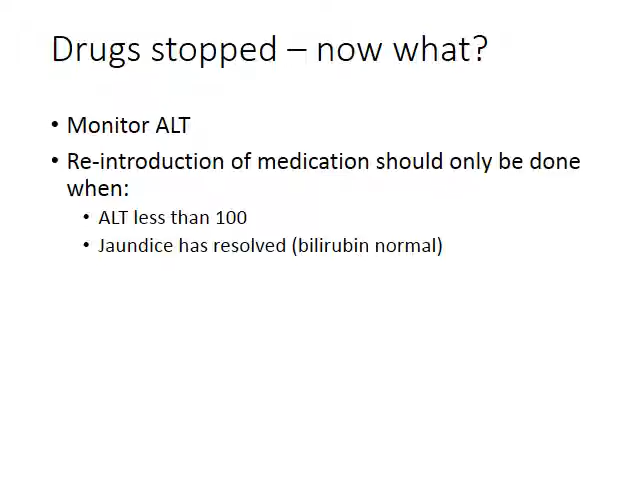 Drugs stopped – now what?
• Monitor ALT
• Re-introduction of medication should only be done
when:
• ALT less than 100
• Jaundice has resolved (bilirubin normal)